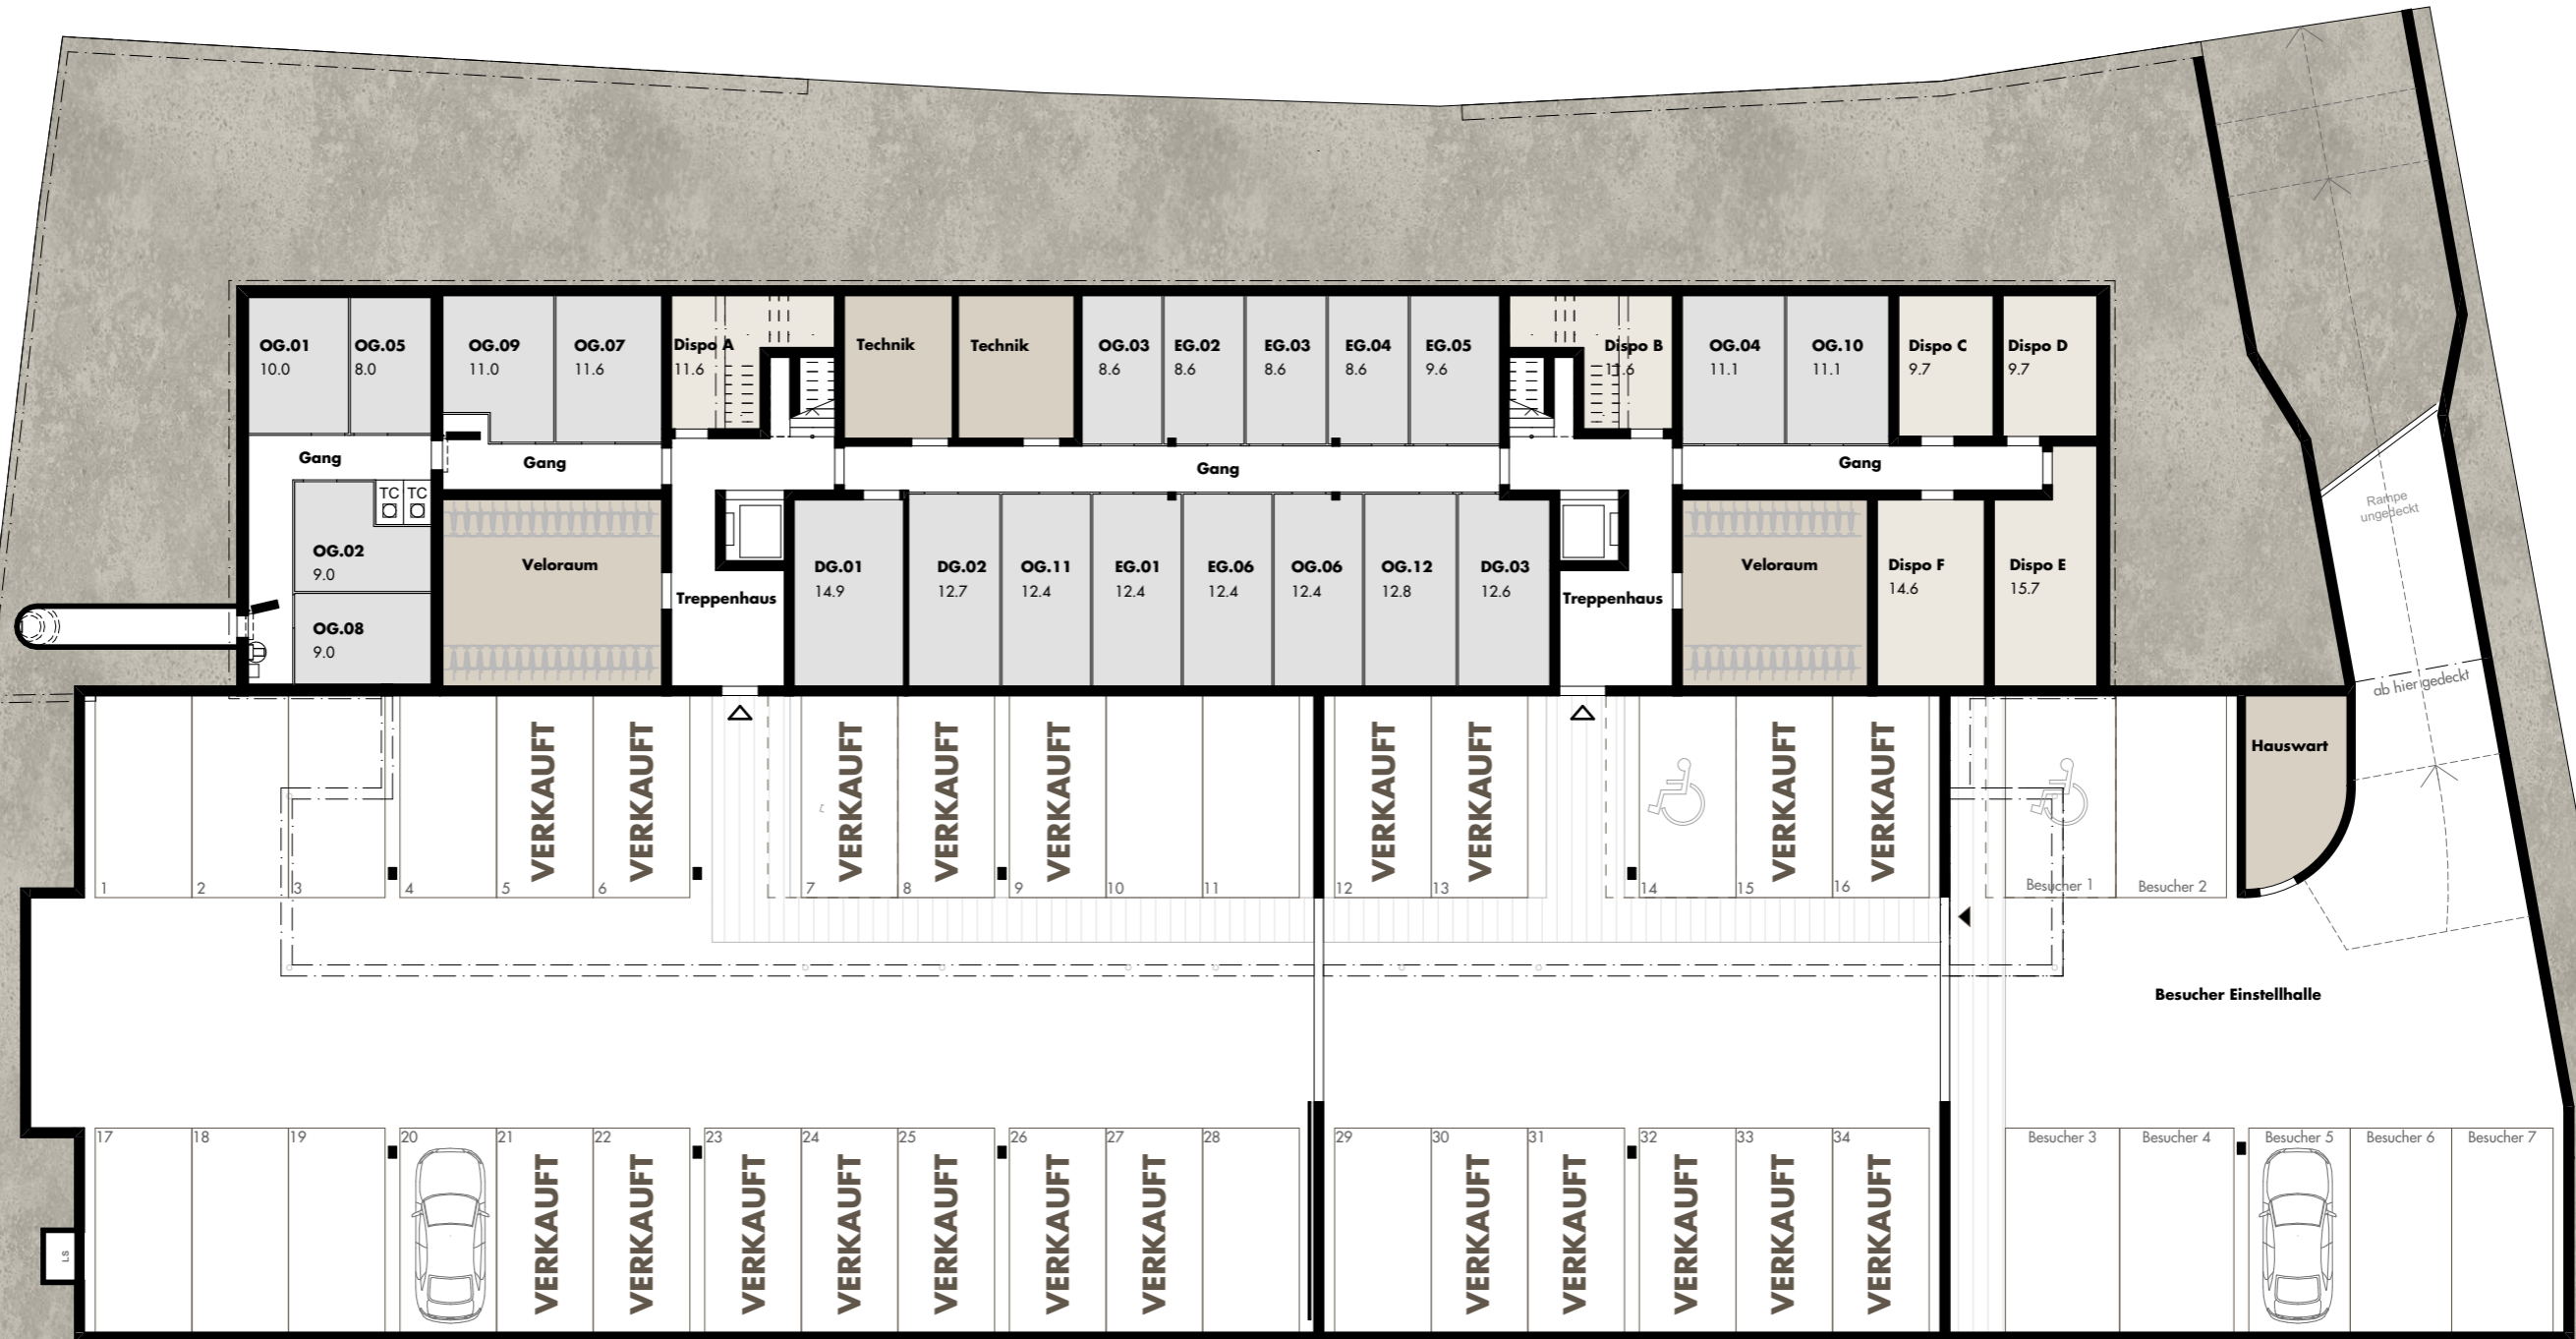 OG.01
10.0
OG.05
8.0
OG.09
11.0
OG.07
11.6
Dispo A
11.6
Technik
Technik
OG.03
8.6
EG.02
8.6
EG.03
8.6
EG.04
8.6
EG.05
9.6
Dispo B
11.6
OG.04
11.1
OG.10
11.1
Dispo C
9.7
Dispo D
9.7
Gang
Gang
Gang
Gang
Rampe
ungedeckt
TC TC
OG.02
9.0
OG.08
9.0
Veloraum
Treppenhaus
DG.01
14.9
DG.02
12.7
OG.11
12.4
EG.01
12.4
EG.06
12.4
OG.06
12.4
OG.12
12.8
DG.03
12.6
Treppenhaus
Veloraum
Dispo F
14.6
Dispo E
15.7
ab hier gedeckt
Hauswart
1
2
3
4
5
VERKAUFT
6
VERKAUFT
7
VERKAUFT
8
VERKAUFT
9
VERKAUFT
10
11
12
VERKAUFT
13
VERKAUFT
14
15
VERKAUFT
16
VERKAUFT
Besucher 1
Besucher 2
Besucher Einstellhalle
17
18
19
20
21
VERKAUFT
22
VERKAUFT
23
VERKAUFT
24
VERKAUFT
25
VERKAUFT
26
VERKAUFT
27
VERKAUFT
28
29
30
VERKAUFT
31
VERKAUFT
32
VERKAUFT
33
VERKAUFT
34
VERKAUFT
Besucher 3
Besucher 4
Besucher 5
Besucher 6
Besucher 7
LS